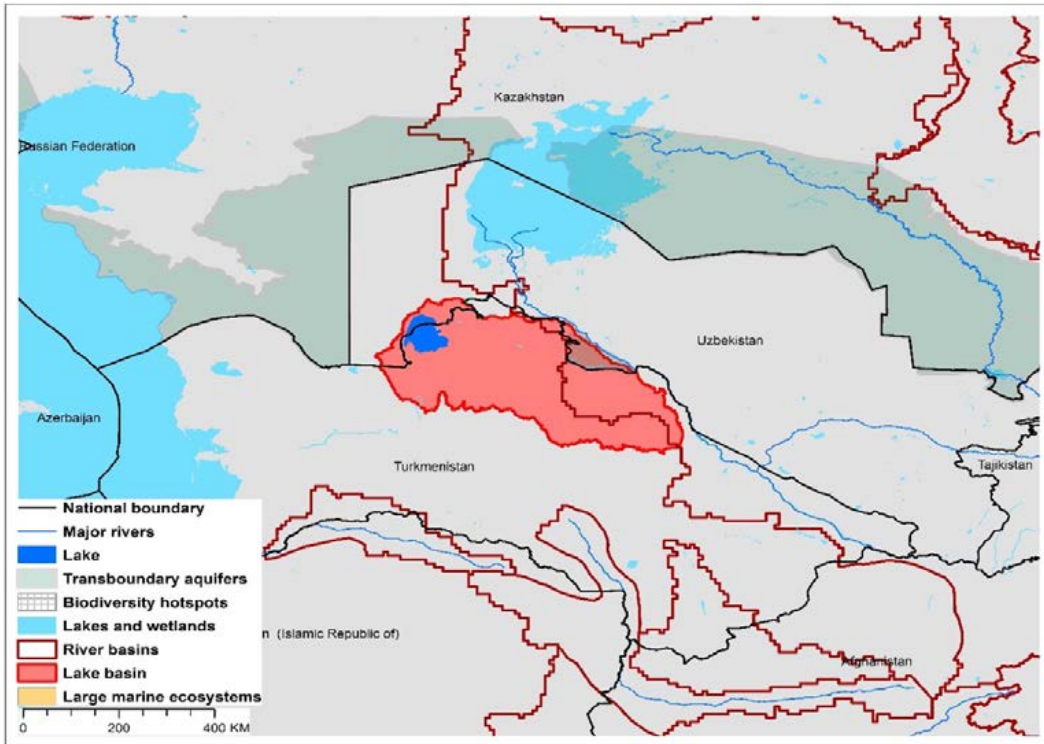 Kazakhstan
Russian Federation
Uzbekistan
Azerbaijan
Turkmenistan
Tajikistan
National boundary
Major rivers
Lake
Transboundary aquifers
Biodiversity hotspots
n (Islamic Republic of)
Lakes and wetlands
River basins
Afghanistan
Lake basin
Large marine ecosystems
0 200 400 KM